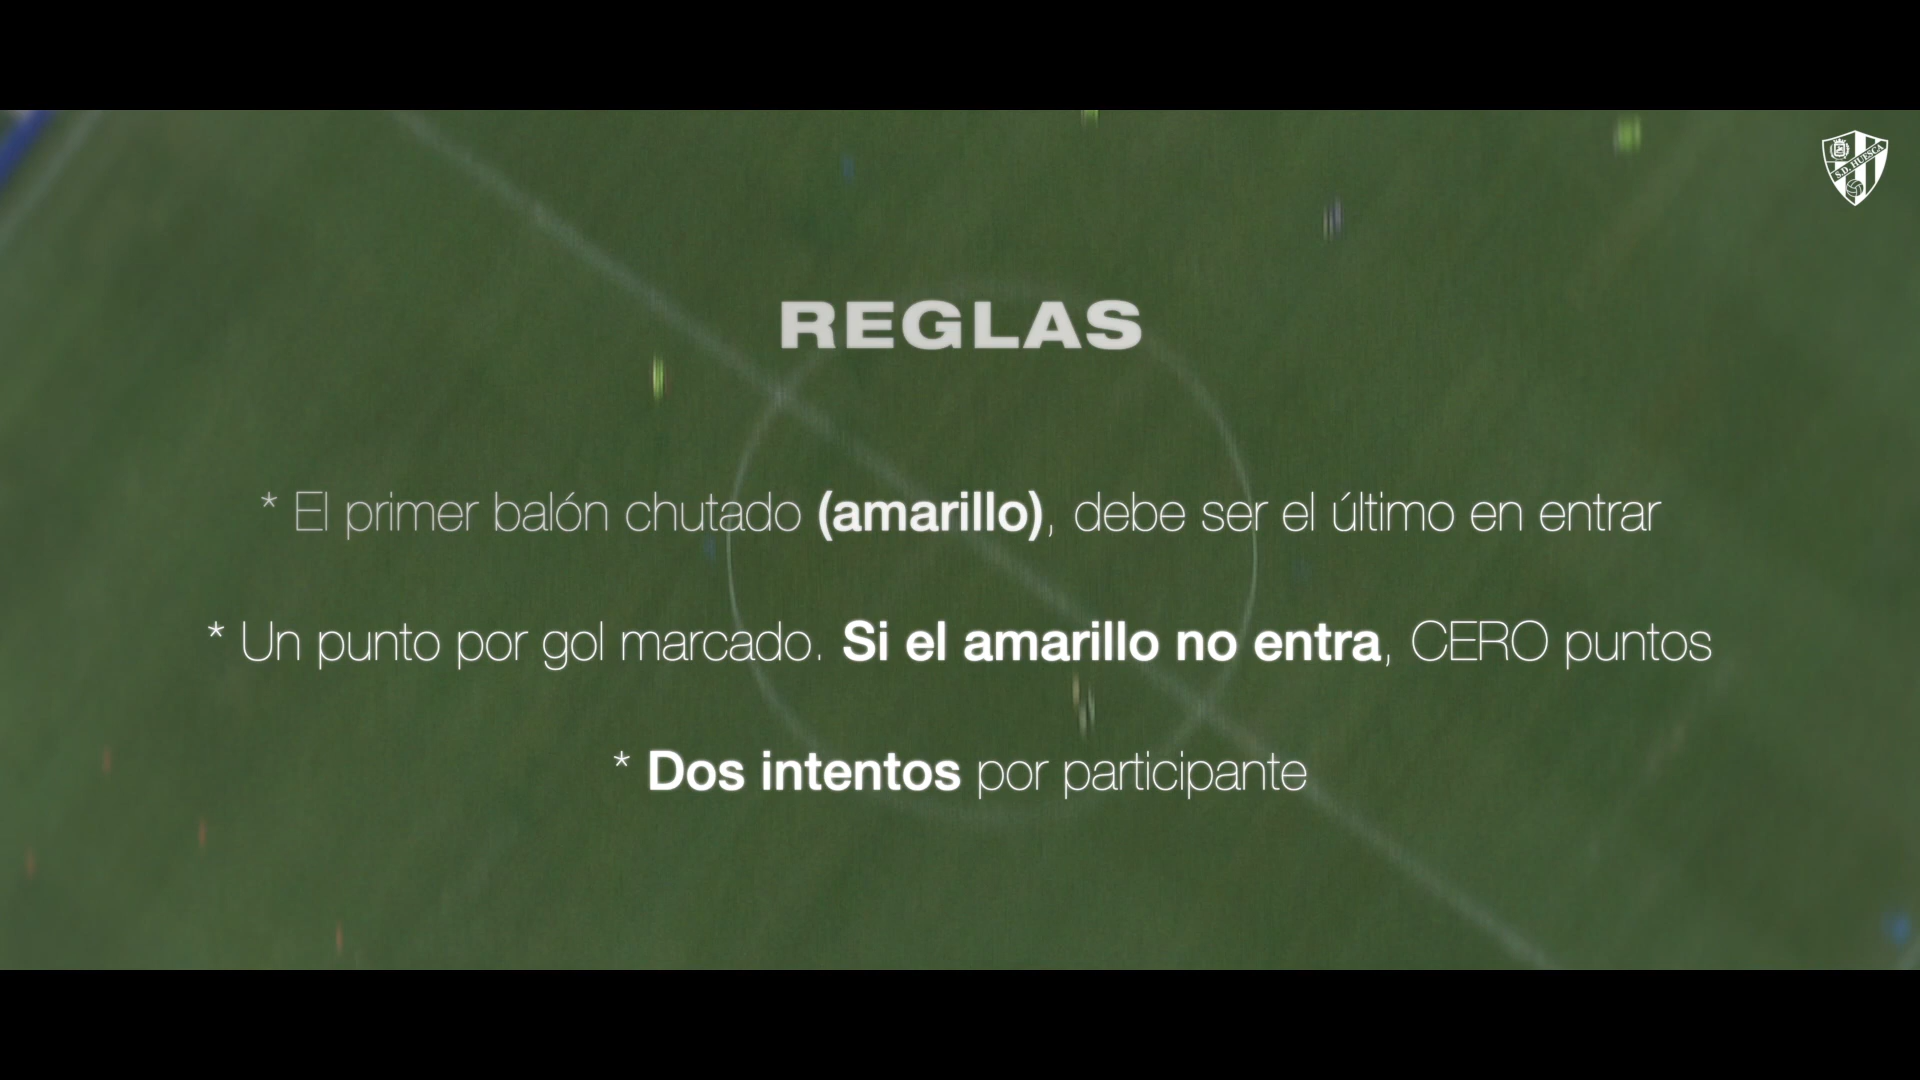 S.D. HUESCA
REGLAS
* El primer balón chutado (amarillo), debe ser el último en entrar
* Un punto por gol marcado. Si el amarillo no entra, CERO puntos
* Dos intentos por participante